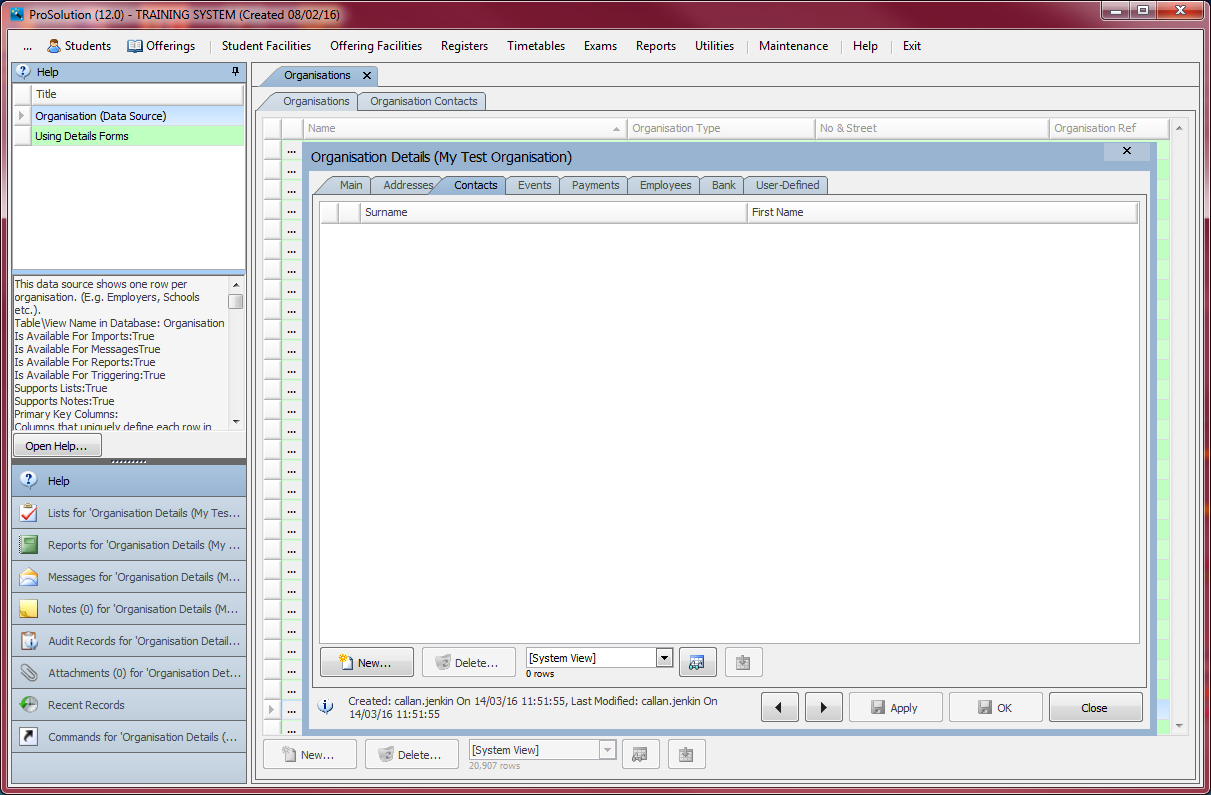 ProSolution (12.0) - TRAINING SYSTEM (Created 08/02/16)
... Students Offerings Student Facilities Offering Facilities Registers Timetables Exams Reports Utilities Maintenance Help Exit
Help
Title
Organisation (Data Source)
Using Details Forms
This data source shows one row per
organisation. (E.g. Employers, Schools
etc.).
Table\View Name in Database: Organisation
Is Available For Imports:True
Is Available For MessagesTrue
Is Available For Reports:True
Is Available For Triggering:True
Supports Lists:True
Supports Notes:True
Primary Key Columns:
Columns that uniquely define each row in
Open Help...
Help
Lists for 'Organisation Details (My Tes...
Reports for 'Organisation Details (My ...
Messages for 'Organisation Details (M...
Notes (0) for 'Organisation Details (M...
Audit Records for 'Organisation Detail...
Attachments (0) for 'Organisation Det...
Recent Records
Commands for 'Organisation Details (...
Organisations
Organisations Organisation Contacts
Name Organisation Type No & Street Organisation Ref
Organisation Details (My Test Organisation)
Main Addresses Contacts Events Payments Employees Bank User-Defined
Surname First Name
New... Delete... [System View]
0 rows
Created: callan.jenkin On 14/03/16 11:51:55, Last Modified: callan.jenkin On
14/03/16 11:51:55
Apply OK Close
New... Delete... [System View]
20,907 rows